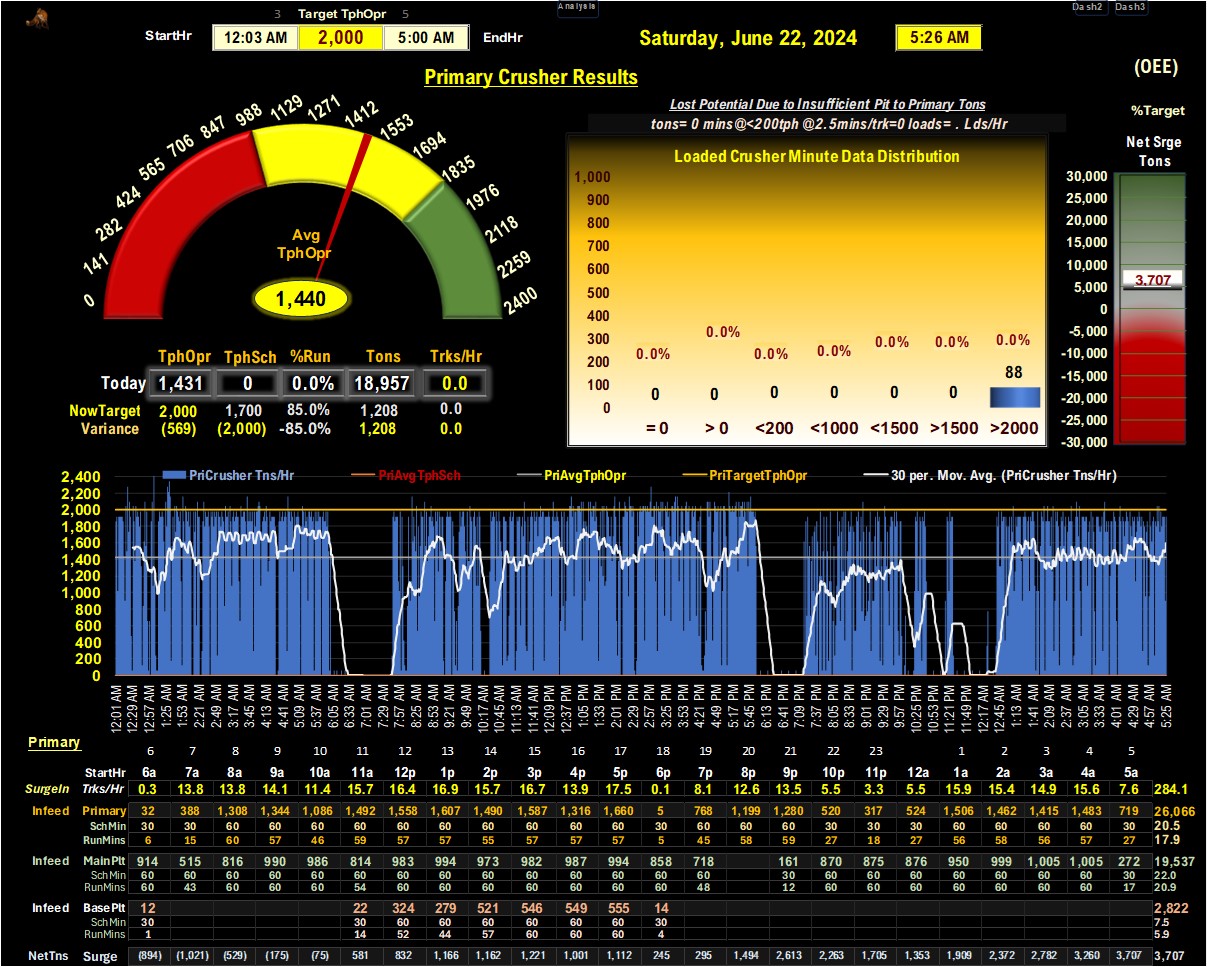 Analysis
Dash2 Dash3
3 Target TphOpr 5
StartHr 12:03 AM 2,000 5:00 AM EndHr
Saturday, June 22, 2024 5:26 AM
(OEE)
Primary Crusher Results
%Target
Lost Potential Due to Insufficient Pit to Primary Tons
tons= 0 mins@<200tph @2.5mins/trk=0 loads= . Lds/Hr
Net Srge
Tons
0 141 282 424 565 706 847 988 1129 1271 1412 1553 1694 1835 1976 2118 2259 2400
Avg
TphOpr
1,440
Loaded Crusher Minute Data Distribution
1,000
900
800
700
600
500
400
300
200
100
0
0.0% 0.0% 0.0% 0.0% 0.0% 0.0% 0.0%
0 0 0 0 0 0 88
= 0 > 0 <200 <1000 <1500 >1500 >2000
30,000
25,000
20,000
15,000
10,000
5,000
0
-5,000
-10,000
-15,000
-20,000
-25,000
-30,000
3,707
TphOpr TphSch %Run Tons Trks/Hr
Today 1,431 0 0.0% 18,957 0.0
NowTarget 2,000 1,700 85.0% 1,208 0.0
Variance (569) (2,000) -85.0% 1,208 0.0
PriCrusher Tns/Hr PriAvgTphSch PriAvgTphOpr PriTargetTphOpr 30 per. Mov. Avg. (PriCrusher Tns/Hr)
2,400
2,200
2,000
1,800
1,600
1,400
1,200
1,000
800
600
400
200
0
12:01 AM 12:29 AM 12:57 AM 1:25 AM 1:53 AM 2:21 AM 2:49 AM 3:17 AM 3:45 AM 4:13 AM 4:41 AM 5:09 AM 5:37 AM 6:05 AM 6:33 AM 7:01 AM 7:29 AM 7:57 AM 8:25 AM 8:53 AM 9:21 AM 9:49 AM 10:17 AM 10:45 AM 11:13 AM 11:41 AM 12:09 PM 12:37 PM 1:05 PM 1:33 PM 2:01 PM 2:29 PM 2:57 PM 3:25 PM 3:53 PM 4:21 PM 4:49 PM 5:17 PM 5:45 PM 6:13 PM 6:41 PM 7:09 PM 7:37 PM 8:05 PM 8:33 PM 9:01 PM 9:29 PM 9:57 PM 10:25 PM 10:53 PM 11:21 PM 11:49 PM 12:17 AM 12:45 AM 1:13 AM 1:41 AM 2:09 AM 2:37 AM 3:05 AM 3:33 AM 4:01 AM 4:29 AM 4:57 AM 5:25 AM
Primary
6 7 8 9 10 11 12 13 14 15 16 17 18 19 20 21 22 23 1 2 3 4 5
StartHr 6a 7a 8a 9a 10a 11a 12p 1p 2p 3p 4p 5p 6p 7p 8p 9p 10p 11p 12a 1a 2a 3a 4a 5a
SurgeIn Trks/Hr 0.3 13.8 13.8 14.1 11.4 15.7 16.4 16.9 15.7 16.7 13.9 17.5 0.1 8.1 12.6 13.5 5.5 3.3 5.5 15.9 15.4 14.9 15.6 7.6 284.1
Infeed Primary 32 388 1,308 1,344 1,086 1,492 1,558 1,607 1,490 1,587 1,316 1,660 5 768 1,199 1,280 520 317 524 1,506 1,462 1,415 1,483 719 26,066
SchMin 30 30 60 60 60 60 60 60 60 60 60 60 30 60 60 60 30 30 30 60 60 60 60 30 20.5
RunMins 6 15 60 57 46 59 57 57 55 57 57 60 5 45 58 59 27 18 27 56 58 56 57 27 17.9
Infeed MainPlt 914 515 816 990 986 814 983 994 973 982 987 994 858 718 161 870 875 876 950 999 1,005 1,005 272 19,537
SchMin 60 60 60 60 60 60 60 60 60 60 60 60 60 60 30 60 60 60 60 60 60 60 30 22.0
RunMins 60 43 60 60 60 54 60 60 60 60 60 60 60 48 12 60 60 60 60 60 60 60 17 20.9
Infeed BasePlt 12 22 324 279 521 546 549 555 14 2,822
SchMin 30 30 60 60 60 60 60 60 30 7.5
RunMins 1 14 52 44 57 60 60 60 4 5.9
NetTns Surge (894) (1,021) (529) (175) (75) 581 832 1,166 1,162 1,221 1,001 1,112 245 295 1,494 2,613 2,263 1,705 1,353 1,909 2,372 2,782 3,260 3,707 3,707